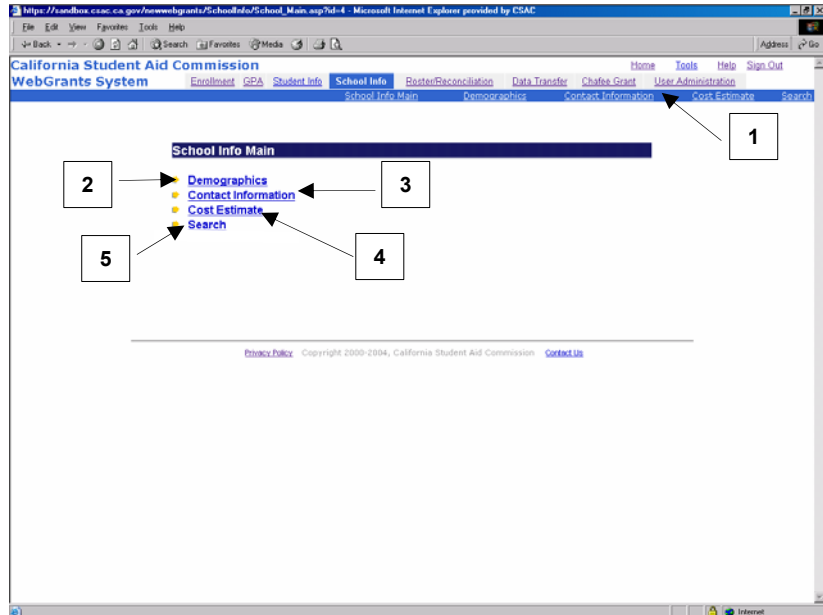 https://sandbox.csac.ca.gov/newwebgrants/SchoolInfo/School_Main.asp?id=4 - Microsoft Internet Explorer provided by CSAC
File Edit View Favorites Tools Help
Back Search Favorites Media Address Go
California Student Aid Commission Home Tools Help Sign Out
WebGrants System Enrollment GPA Student Info School Info Roster/Reconciliation Data Transfer Chafee Grant User Administration
School Info Main Demographics Contact Information Cost Estimate Search
1
School Info Main
2 Demographics 3
Contact Information
Cost Estimate
Search
5 4
Privacy Policy Copyright 2000-2004, California Student Aid Commission Contact Us
Internet